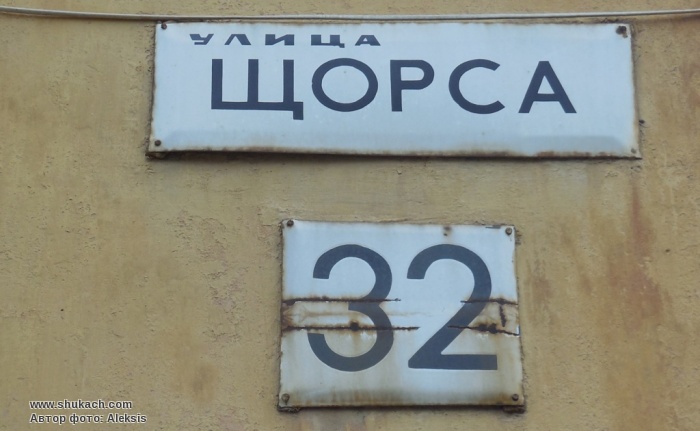 УЛИЦА
ЩОРСА
32
www.shukach.com
Автор фото: Aleksis